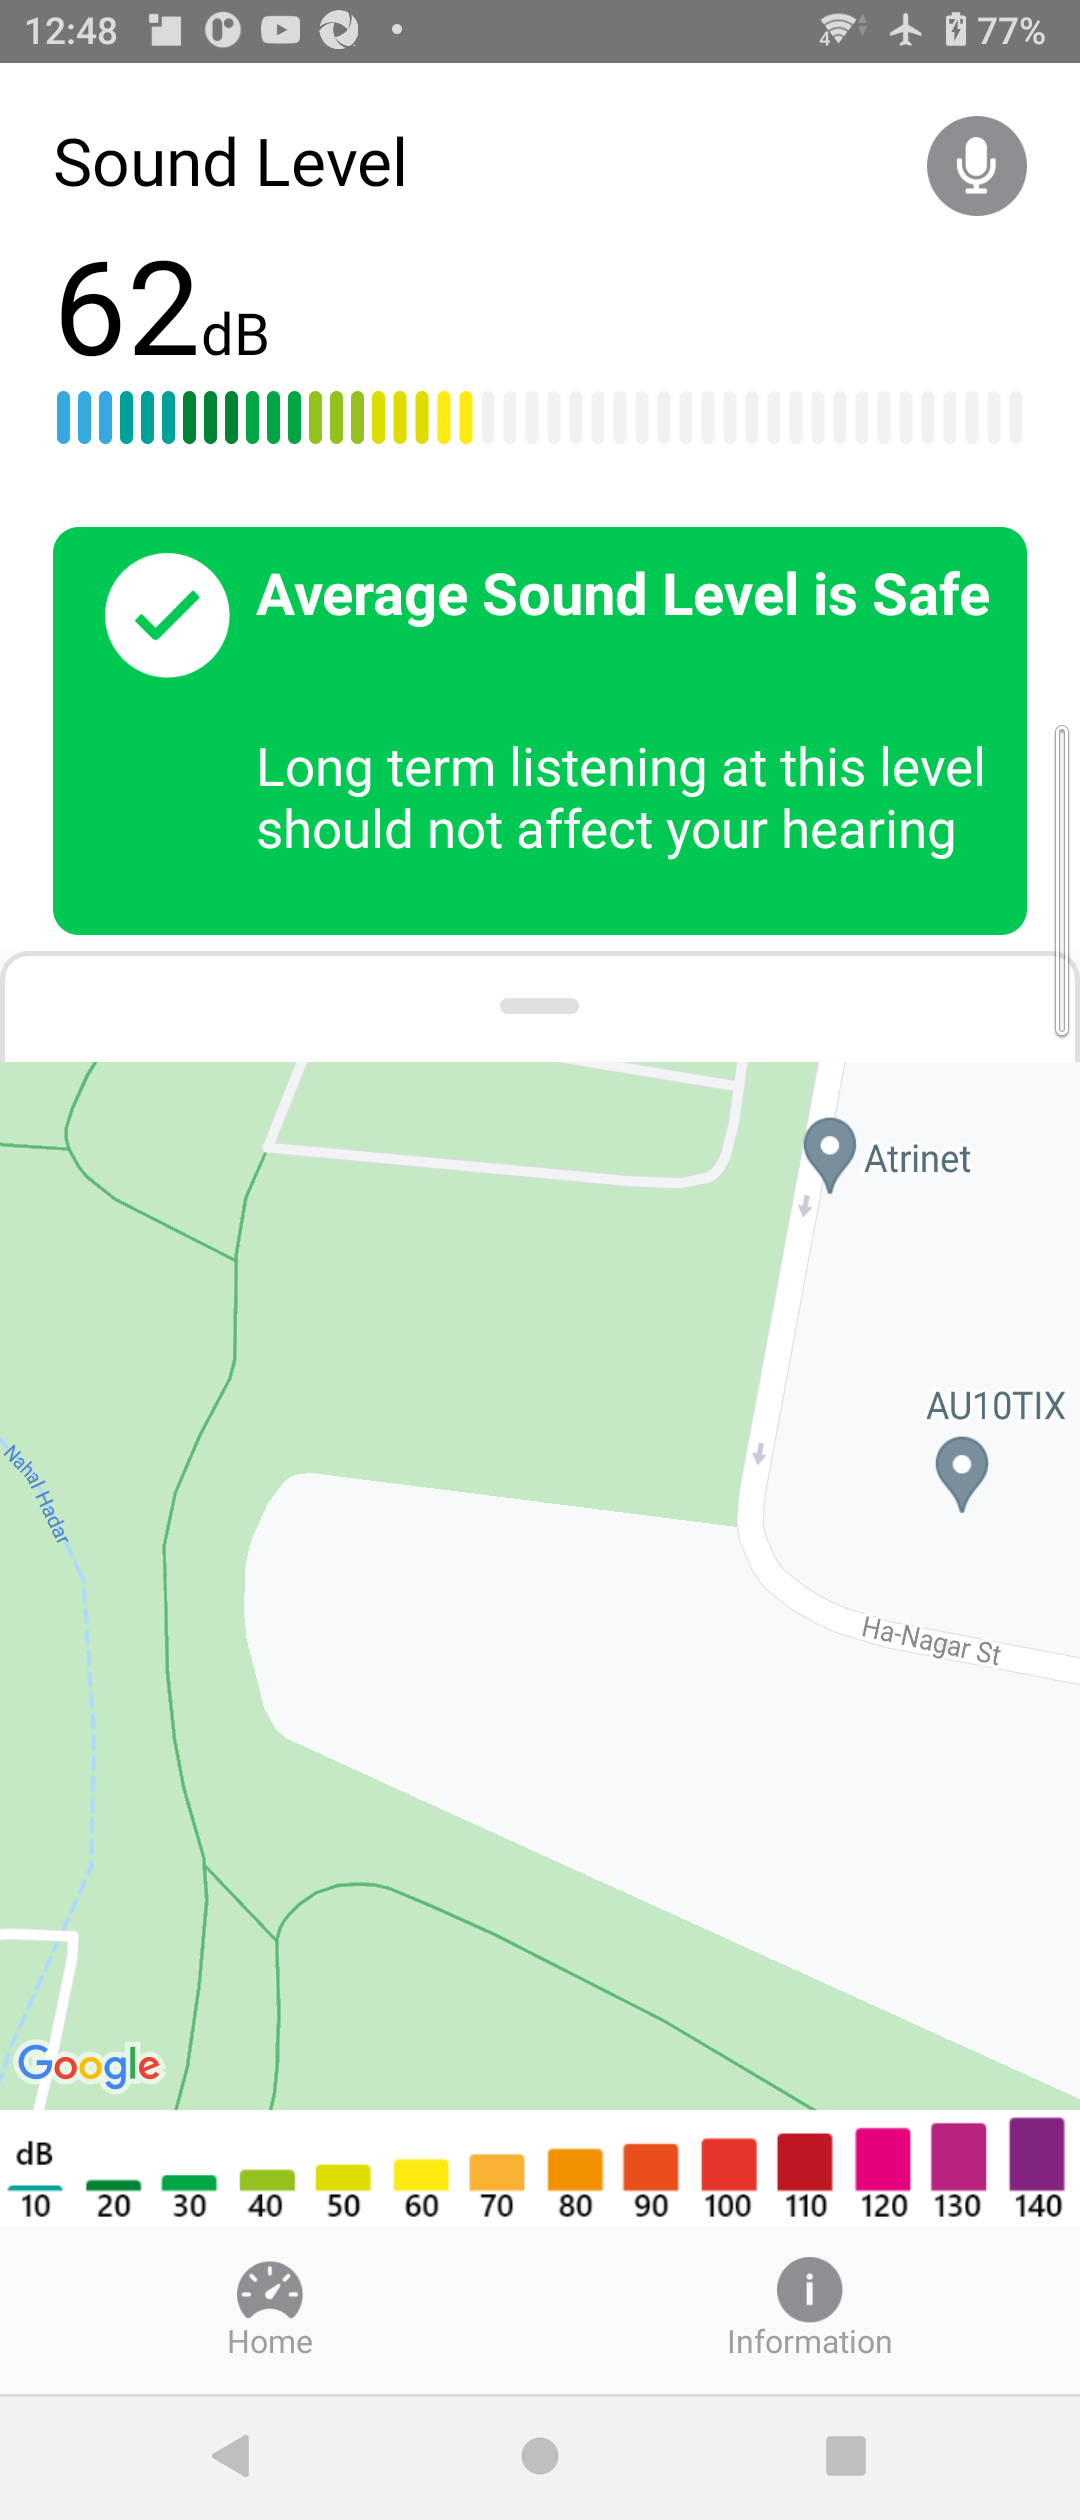 12:48
4
77%
Sound Level
62dB
Average Sound Level is Safe
Long term listening at this level
should not affect your hearing
Atrinet
AU10TIX
Nahal Hadar
Ha-Nagar St
Google
dB
10 20 30 40 50 60 70 80 90 100 110 120 130 140
Home
Information